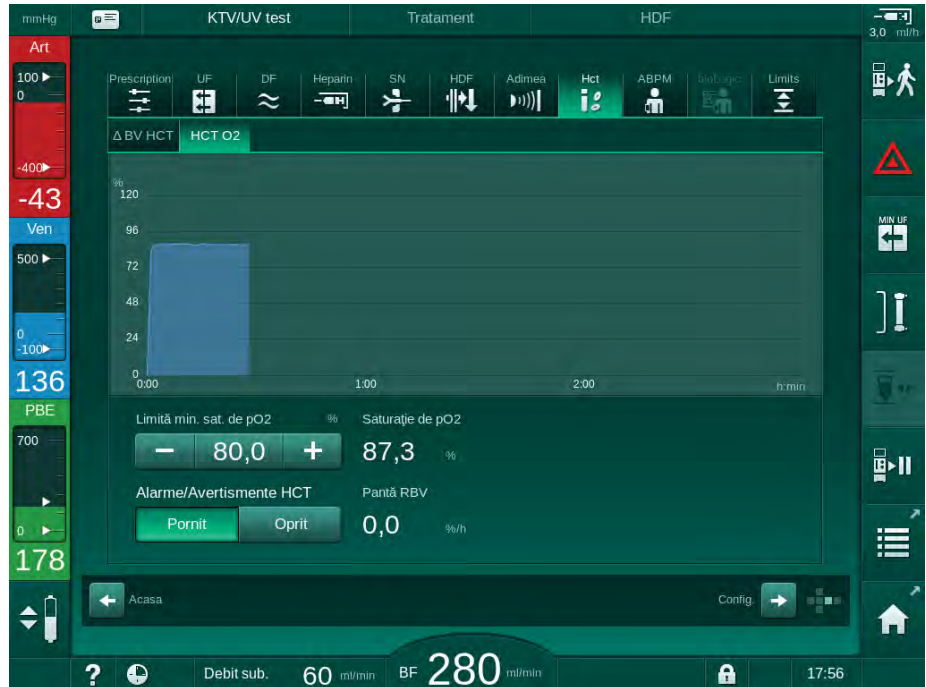 mmHg
KTV/UV test
Tratament
HDF
3,0 ml/h
Art
100
0
-400
-43
Ven
500
0
-100
136
PBE
700
0
178
Prescription
UF
DF
Heparin
SN
HDF
Adimea
Hct
ABPM
bioLogic
Limits
Δ BV HCT
HCT O2
%
120
96
72
48
24
0
0:00
1:00
2:00
h:min
Limită min. sat. de pO2 %
Saturație de pO2
80,0
87,3 %
Alarme/Avertismente HCT
Pantă RBV
Pornit
Oprit
0,0 %/h
Acasa
Config.
MIN UF
?
Debit sub. 60 ml/min
BF 280 ml/min
17:56